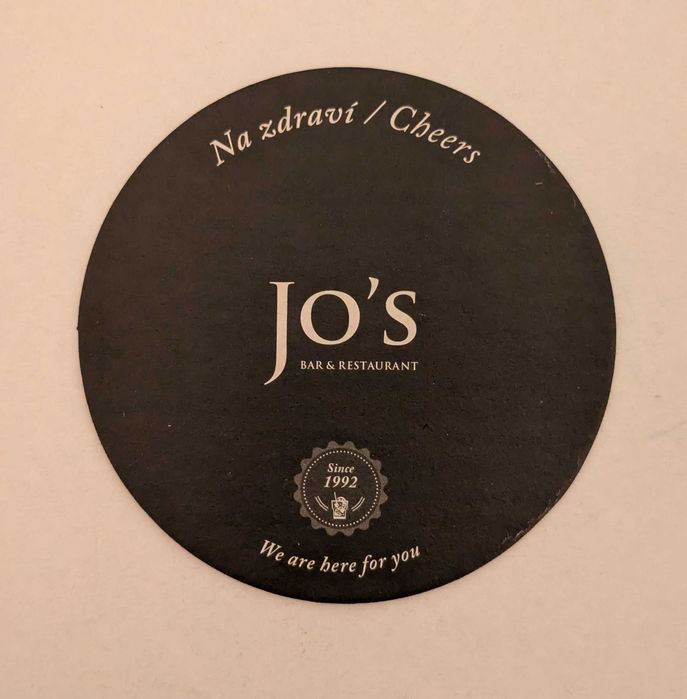 Na zdraví / Cheers
Jo's
BAR & RESTAURANT
Since
1992
We are here for you